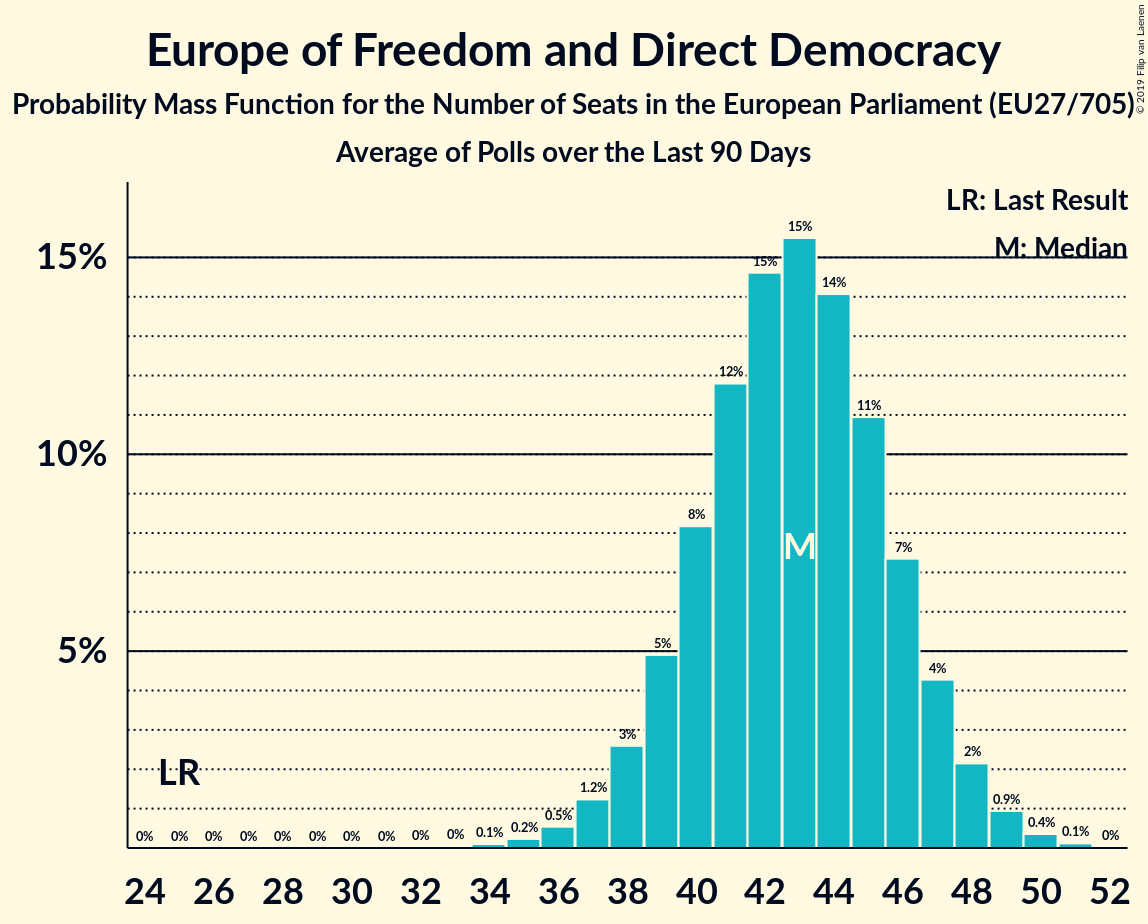 Europe of Freedom and Direct Democracy
Probability Mass Function for the Number of Seats in the European Parliament (EU27/705)
Average of Polls over the Last 90 Days
© 2019 Filip van Laenen
LR: Last Result
M: Median
15%
10%
5%
LR
M
0% 0% 0% 0% 0% 0% 0% 0% 0% 0% 0.1% 0.2% 0.5% 1.2% 3% 5% 8% 12% 15% 15% 14% 11% 7% 4% 2% 0.9% 0.4% 0.1% 0%
24 26 28 30 32 34 36 38 40 42 44 46 48 50 52